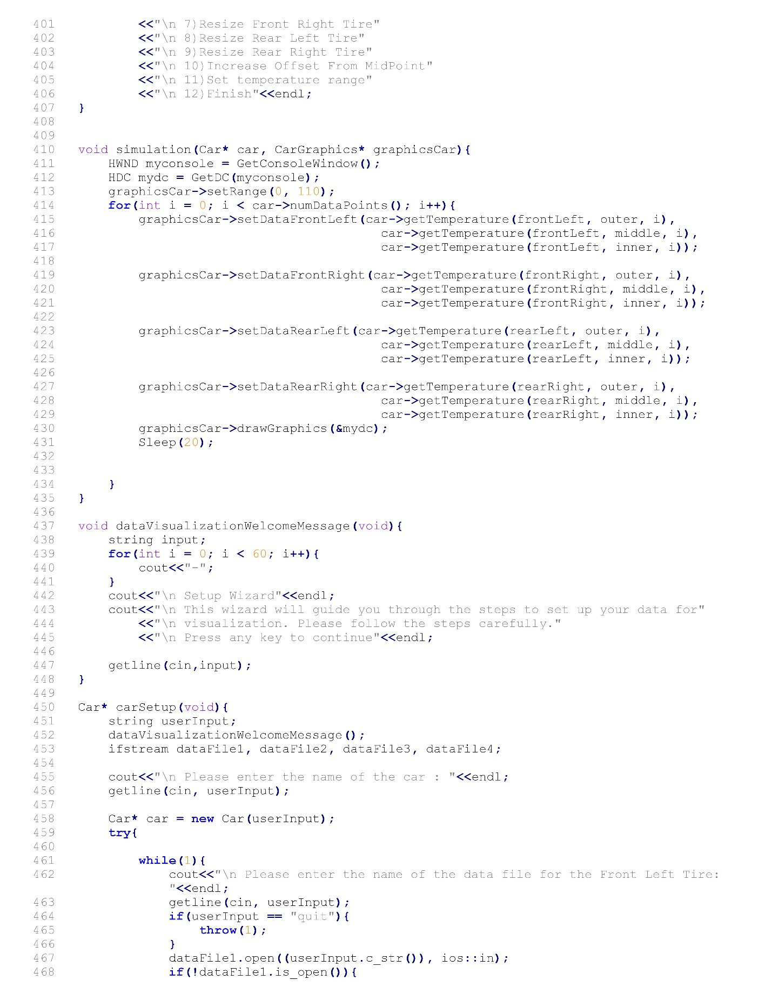 401 <<"\n 7)Resize Front Right Tire"
402 <<"\n 8)Resize Rear Left Tire"
403 <<"\n 9)Resize Rear Right Tire"
404 <<"\n 10)Increase Offset From MidPoint"
405 <<"\n 11)Set temperature range"
406 <<"\n 12)Finish"<<endl;
407 }
408
409
410 void simulation(Car* car, CarGraphics* graphicsCar){
411 HWND myconsole = GetConsoleWindow();
412 HDC mydc = GetDC(myconsole);
413 graphicsCar->setRange(0, 110);
414 for(int i = 0; i < car->numDataPoints(); i++){
415 graphicsCar->setDataFrontLeft(car->getTemperature(frontLeft, outer, i),
416 car->getTemperature(frontLeft, middle, i),
417 car->getTemperature(frontLeft, inner, i));
418
419 graphicsCar->setDataFrontRight(car->getTemperature(frontRight, outer, i),
420 car->getTemperature(frontRight, middle, i),
421 car->getTemperature(frontRight, inner, i));
422
423 graphicsCar->setDataRearLeft(car->getTemperature(rearLeft, outer, i),
424 car->getTemperature(rearLeft, middle, i),
425 car->getTemperature(rearLeft, inner, i));
426
427 graphicsCar->setDataRearRight(car->getTemperature(rearRight, outer, i),
428 car->getTemperature(rearRight, middle, i),
429 car->getTemperature(rearRight, inner, i));
430 graphicsCar->drawGraphics(&mydc);
431 Sleep(20);
432
433
434 }
435 }
436
437 void dataVisualizationWelcomeMessage(void){
438 string input;
439 for(int i = 0; i < 60; i++){
440 cout<<"-";
441 }
442 cout<<"\n Setup Wizard"<<endl;
443 cout<<"\n This wizard will guide you through the steps to set up your data for"
444 <<"\n visualization. Please follow the steps carefully."
445 <<"\n Press any key to continue"<<endl;
446
447 getline(cin,input);
448 }
449
450 Car* carSetup(void){
451 string userInput;
452 dataVisualizationWelcomeMessage();
453 ifstream dataFile1, dataFile2, dataFile3, dataFile4;
454
455 cout<<"\n Please enter the name of the car : "<<endl;
456 getline(cin, userInput);
457
458 Car* car = new Car(userInput);
459 try{
460
461 while(1){
462 cout<<"\n Please enter the name of the data file for the Front Left Tire:
"<<endl;
463 getline(cin, userInput);
464 if(userInput == "quit"){
465 throw(1);
466 }
467 dataFile1.open((userInput.c_str()), ios::in);
468 if(!dataFile1.is_open()){